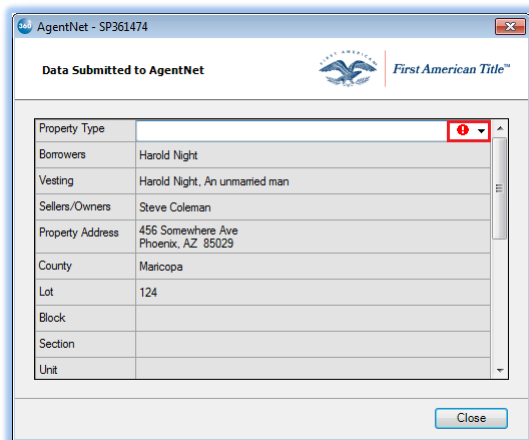 360 AgentNet - SP361474
Data Submitted to AgentNet
FIRST AMERICAN
First American Title™
Property Type
Borrowers Harold Night
Vesting Harold Night, An unmarried man
Sellers/Owners Steve Coleman
Property Address 456 Somewhere Ave
Phoenix, AZ 85029
County Maricopa
Lot 124
Block
Section
Unit
Close